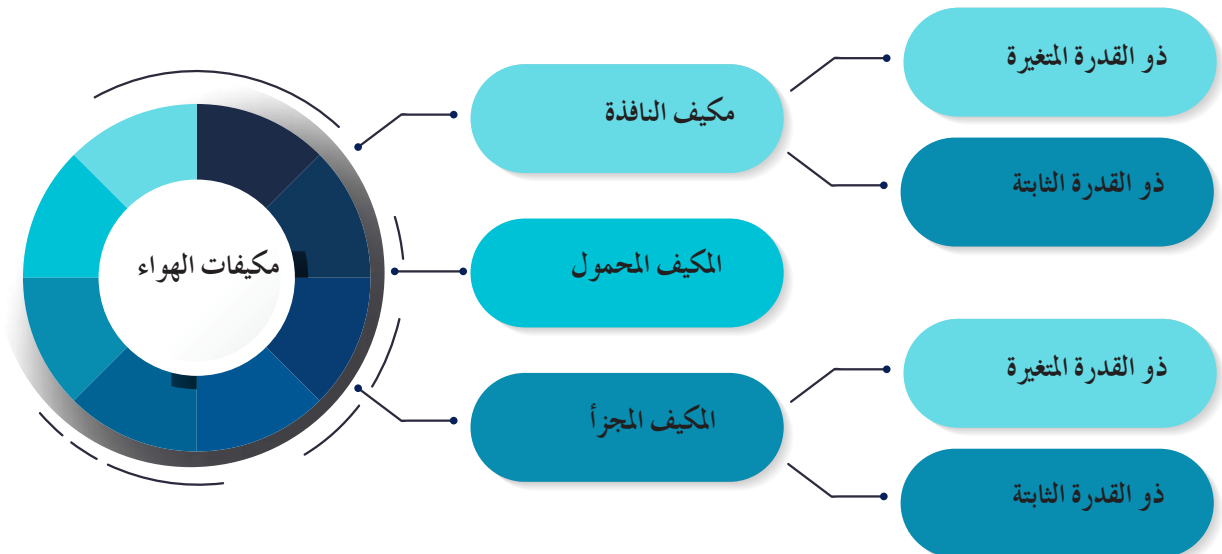 مكيفات الهواء
مكيف النافذة
ذو القدرة المتغيرة
ذو القدرة الثابتة
المكيف المحمول
المكيف المجزأ
ذو القدرة المتغيرة
ذو القدرة الثابتة